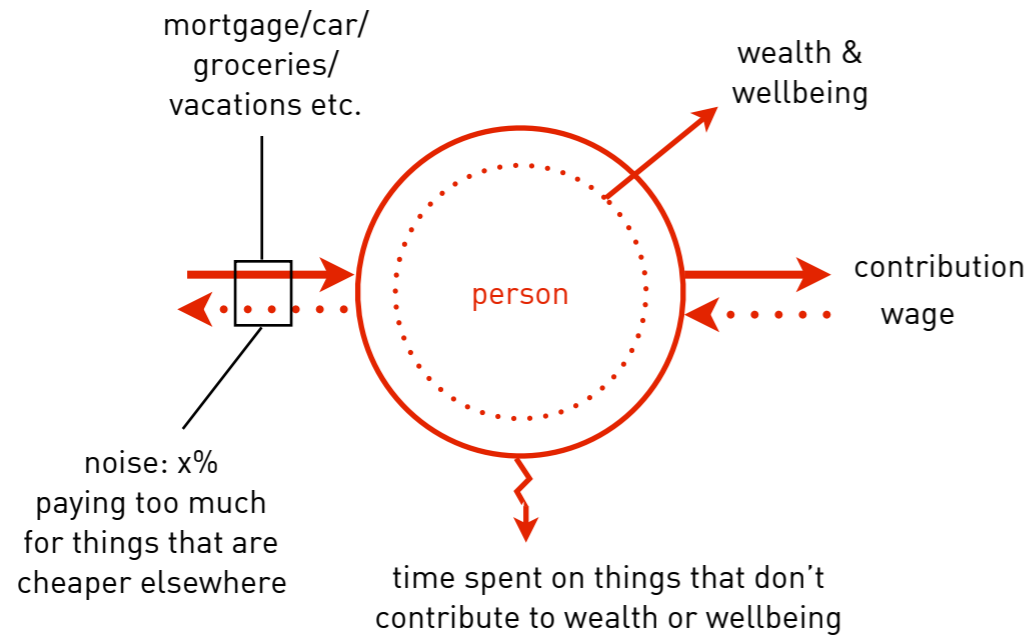 mortgage/car/
groceries/
vacations etc.
wealth &
wellbeing
person
contribution
wage
noise: x%
paying too much
for things that are
cheaper elsewhere
time spent on things that don't
contribute to wealth or wellbeing